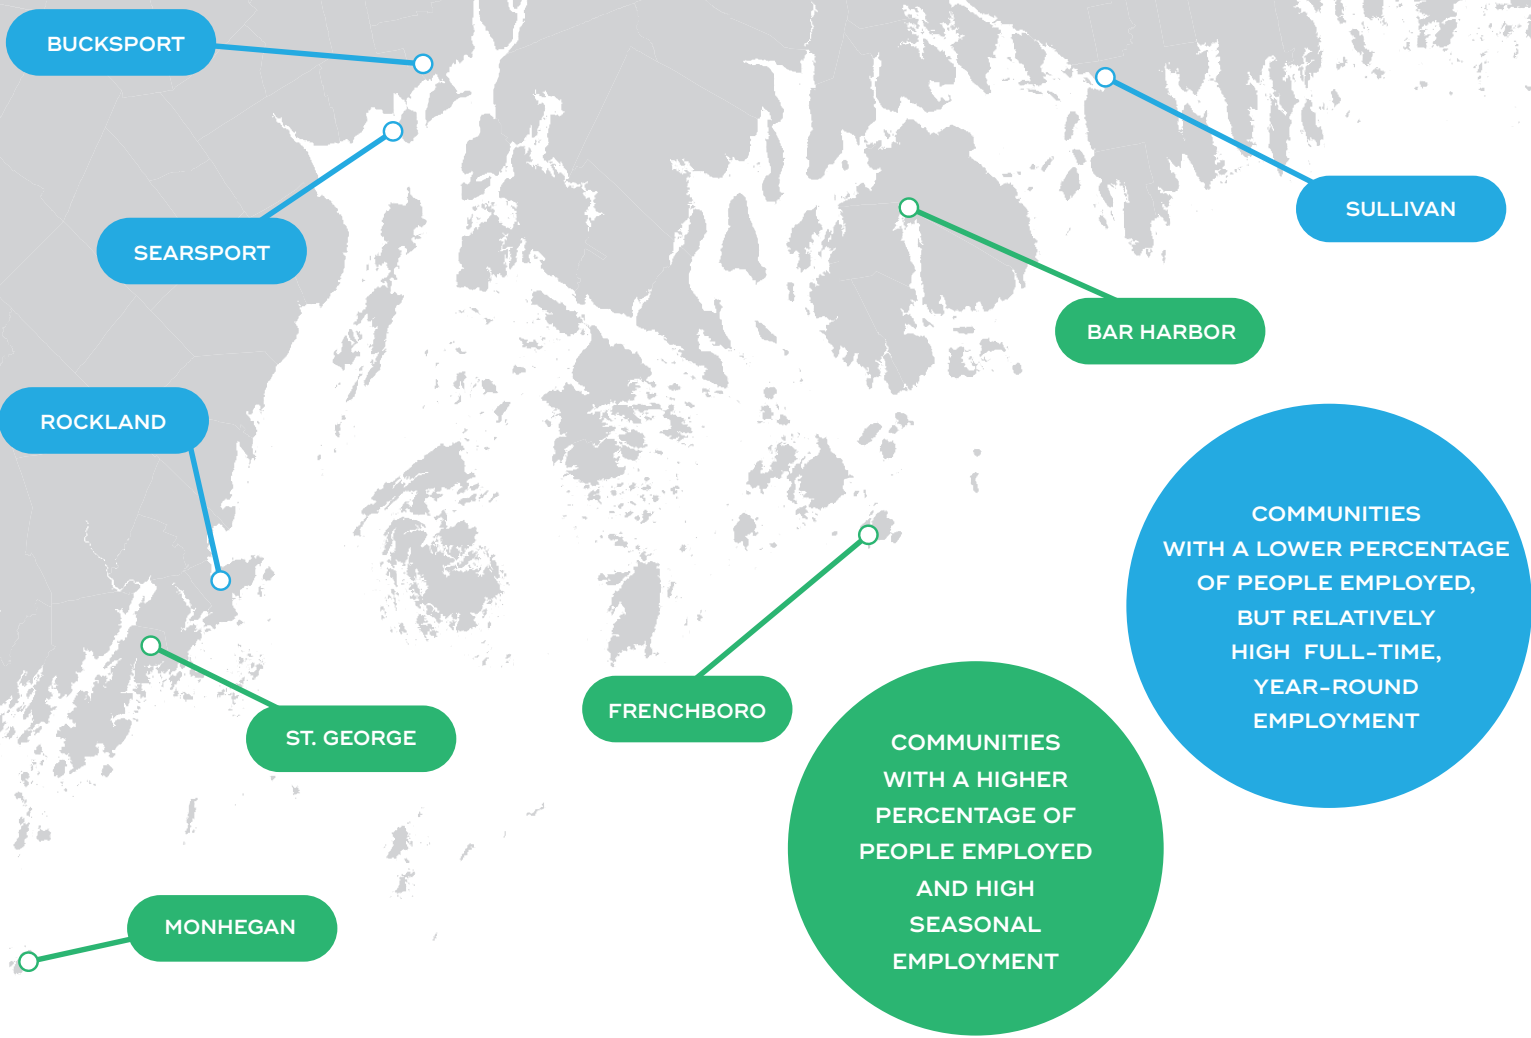 BUCKSPORT
SEARSPORT
SULLIVAN
BAR HARBOR
ROCKLAND
COMMUNITIES
WITH A LOWER PERCENTAGE
OF PEOPLE EMPLOYED,
BUT RELATIVELY
HIGH FULL-TIME,
YEAR-ROUND
EMPLOYMENT
FRENCHBORO
ST. GEORGE
COMMUNITIES
WITH A HIGHER
PERCENTAGE OF
PEOPLE EMPLOYED
AND HIGH
SEASONAL
EMPLOYMENT
MONHEGAN